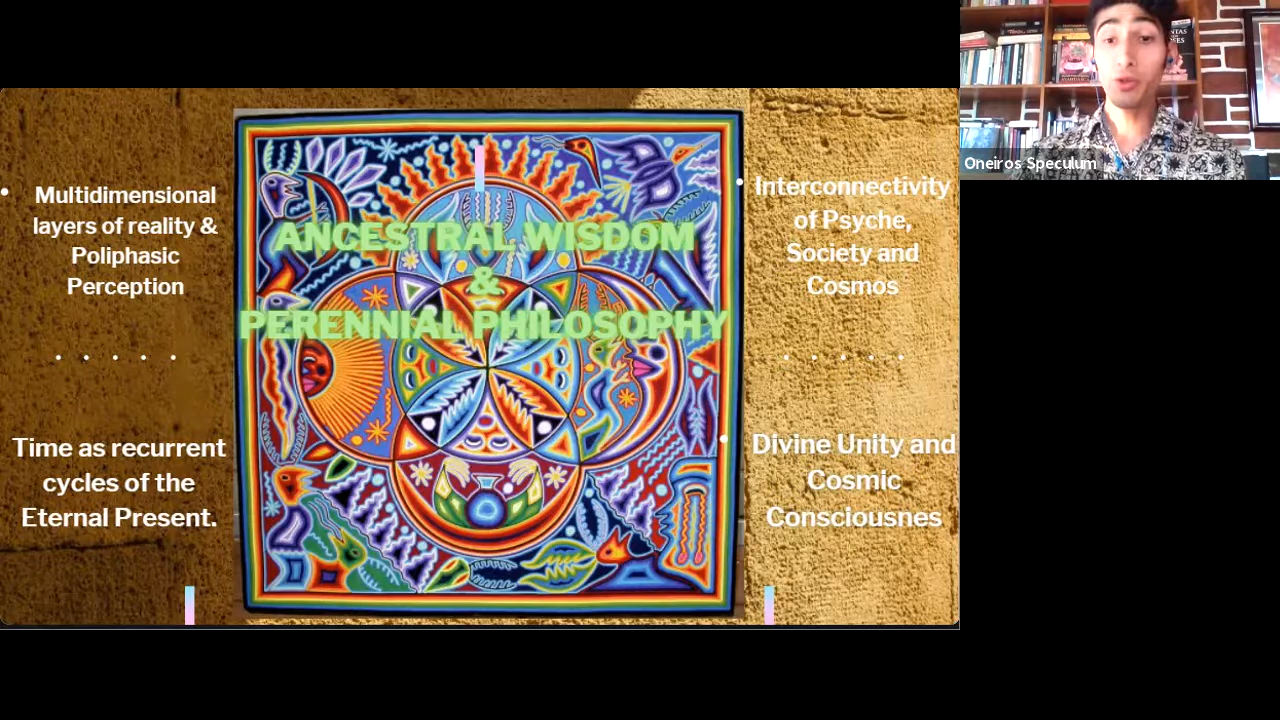 Multidimensional
layers of reality &
Poliphasic
Perception
Time as recurrent
cycles of the
Eternal Present.
ANCESTRAL WISDOM
&
PERENNIAL PHILOSOPHY
Interconnectivity
of Psyche,
Society and
Cosmos
Divine Unity and
Cosmic
Consciousnes
Oneiros Speculum